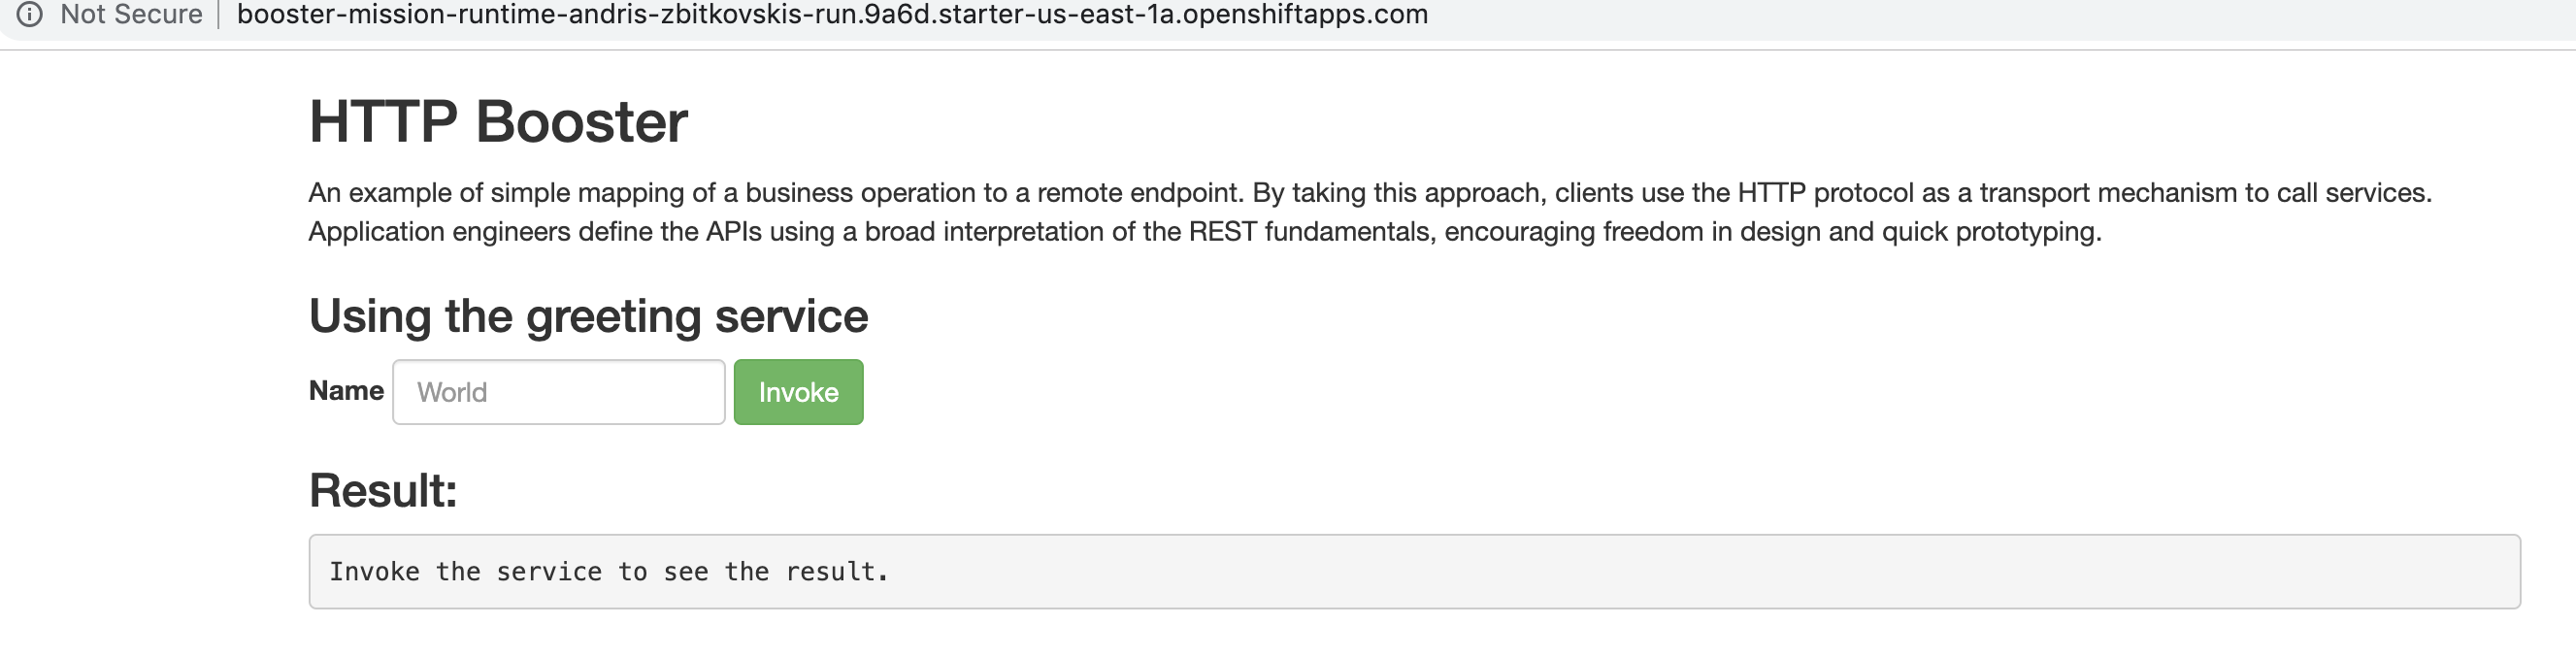 Not Secure booster-mission-runtime-andris-zbitkovskis-run.9a6d.starter-us-east-1a.openshiftapps.com
HTTP Booster
An example of simple mapping of a business operation to a remote endpoint. By taking this approach, clients use the HTTP protocol as a transport mechanism to call services.
Application engineers define the APIs using a broad interpretation of the REST fundamentals, encouraging freedom in design and quick prototyping.
Using the greeting service
Name World Invoke
Result:
Invoke the service to see the result.